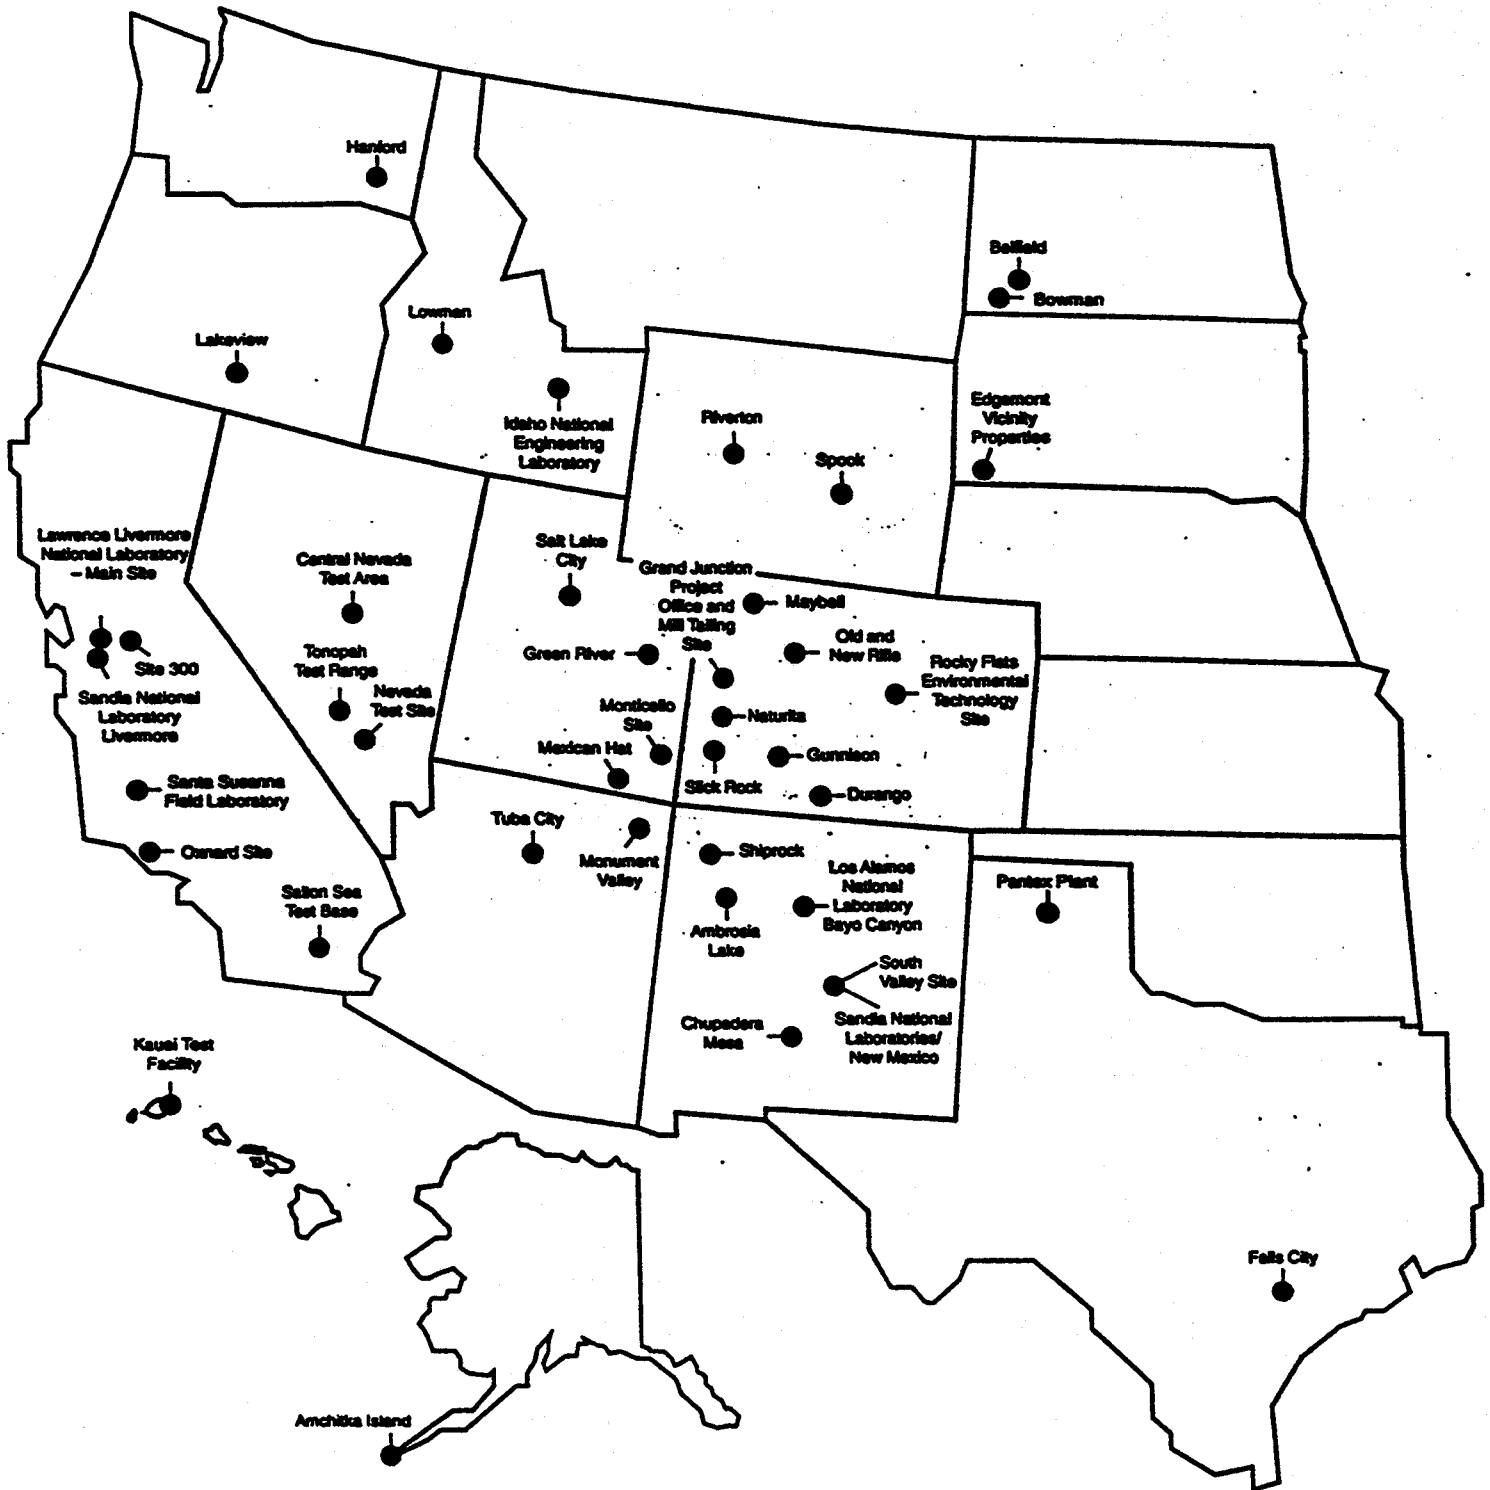 Hanford
Belfield
Bowman
Lowman
Lakeview
Idaho National
Engineering
Laboratory
Riverton
Spook
Edgemont
Vicinity
Properties
Lawrence Livermore
National Laboratory
– Main Site
Site 300
Sandia National
Laboratory
Livermore
Central Nevada
Test Area
Tonopah
Test Range
Nevada
Test Site
Salt Lake
City
Green River
Monticello
Site
Mexican Hat
Grand Junction
Project
Office and
Mill Tailing
Site
Maybell
Old and
New Rifle
Rocky Flats
Environmental
Technology
Site
Naturita
Gunnison
Slick Rock
Durango
Santa Susanna
Field Laboratory
Oxnard Site
Salton Sea
Test Base
Tuba City
Monument
Valley
Shiprock
Ambrosia
Lake
Los Alamos
National
Laboratory
Bayo Canyon
South
Valley Site
Sandia National
Laboratories/
New Mexico
Chupadera
Mesa
Pantex Plant
Kauai Test
Facility
Falls City
Amchitka Island